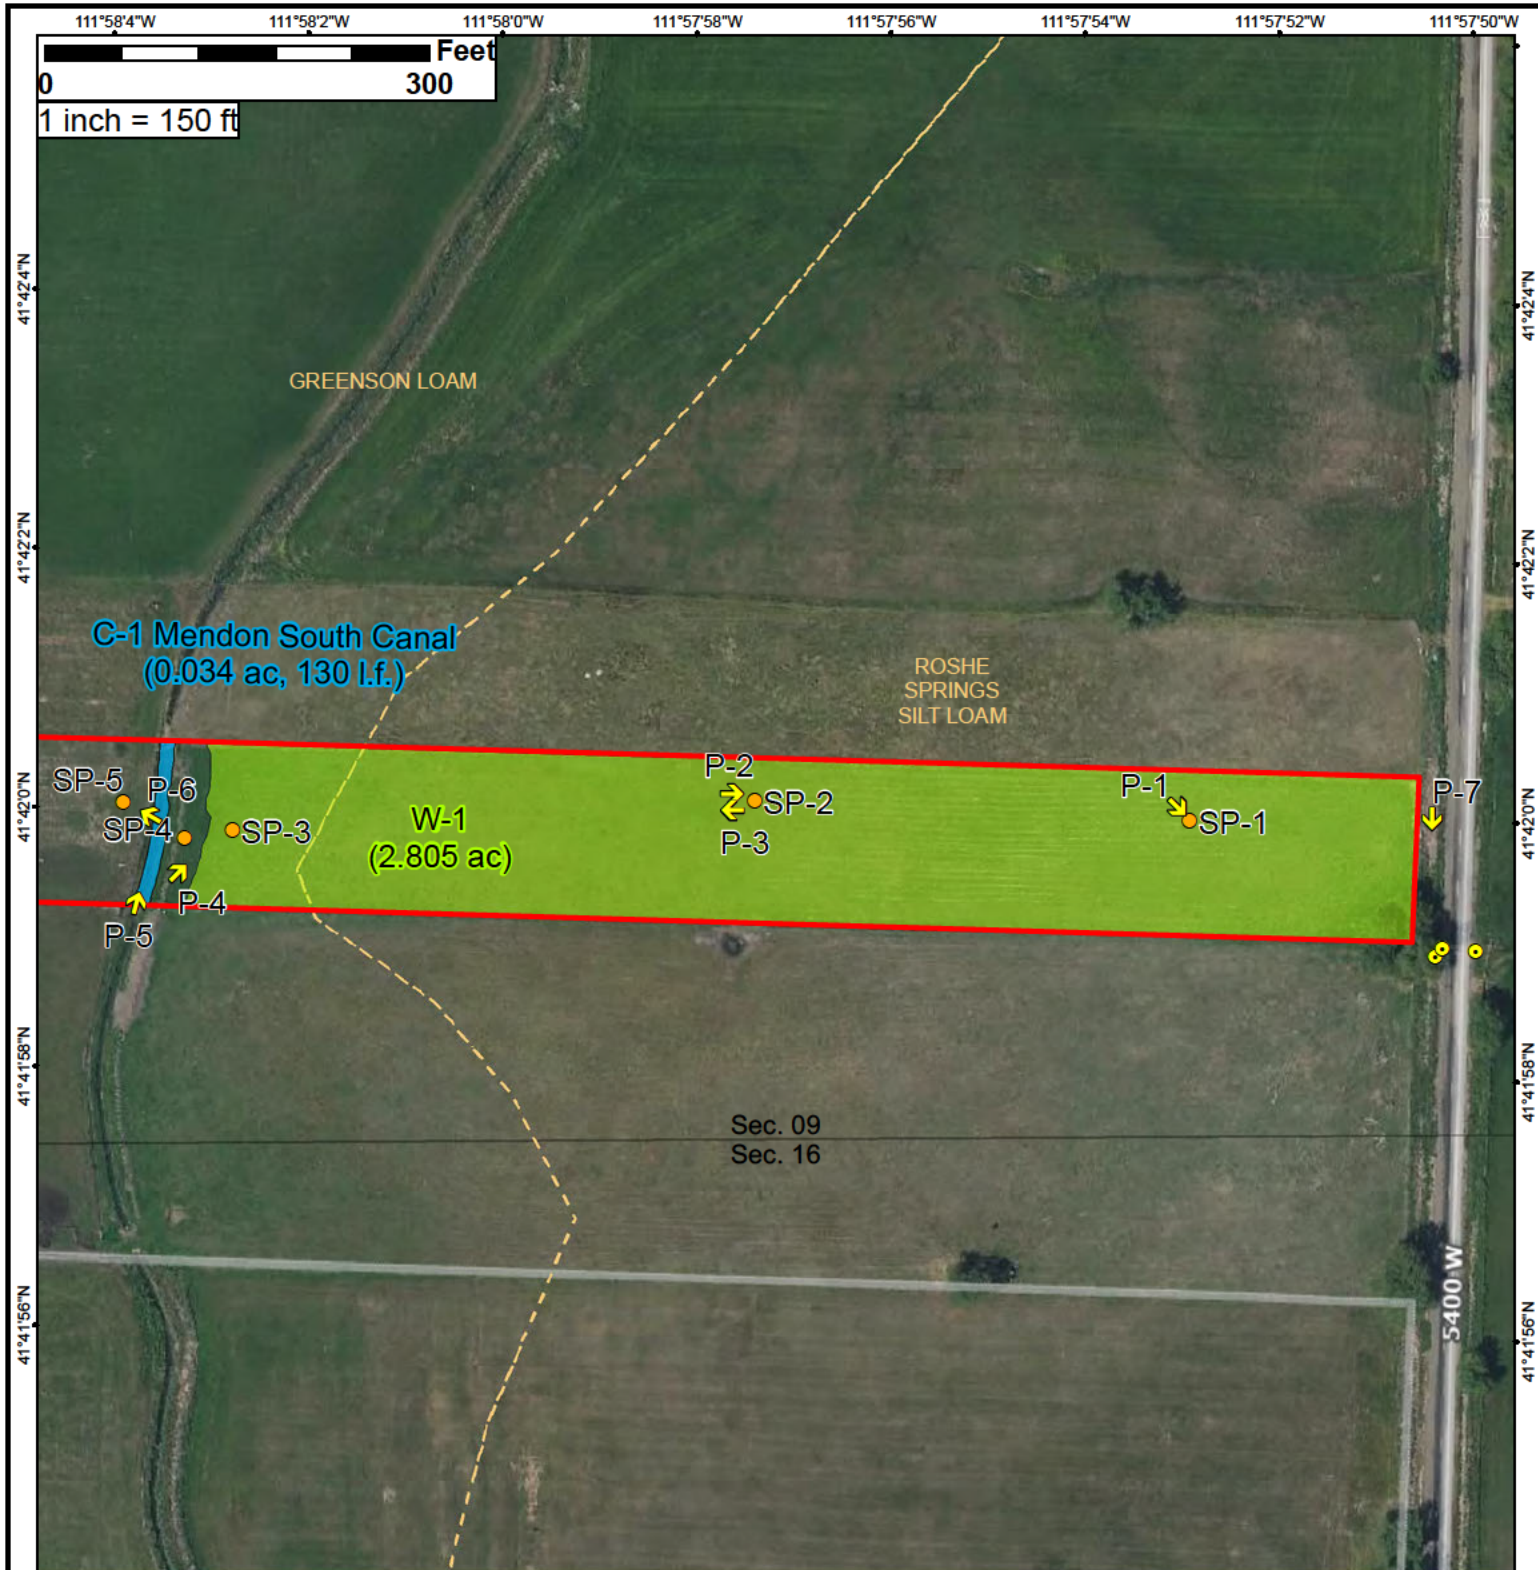 111°58'4"W
111°58'2"W
111°58'0"W
111°57'58"W
111°57'56"W
111°57'54"W
111°57'52"W
111°57'50"W
Feet
0
300
1 inch = 150 ft
41°42'4"N
41°42'4"N
GREENSON LOAM
41°42'2"N
41°42'2"N
C-1 Mendon South Canal
(0.034 ac, 130 l.f.)
ROSHE
SPRINGS
SILT LOAM
41°42'0"N
41°42'0"N
SP-5
P-6
SP-4
SP-3
W-1
(2.805 ac)
P-2
SP-2
P-3
P-1
SP-1
P-7
P-4
P-5
41°41'58"N
41°41'58"N
Sec. 09
Sec. 16
5400 W
41°41'56"N
41°41'56"N